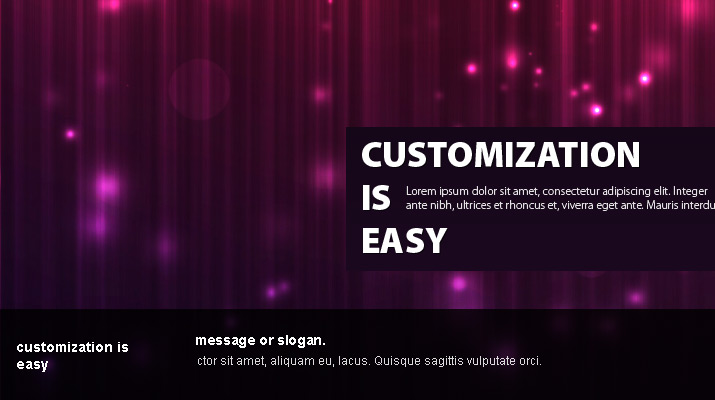 CUSTOMIZATION
IS
Lorem ipsum dolor sit amet, consectetur adipiscing elit. Integer
ante nibh, ultrices et rhoncus et, viverra eget ante. Mauris interdu
EASY
customization is
easy
message or slogan.
ctor sit amet, aliquam eu, lacus. Quisque sagittis vulputate orci.